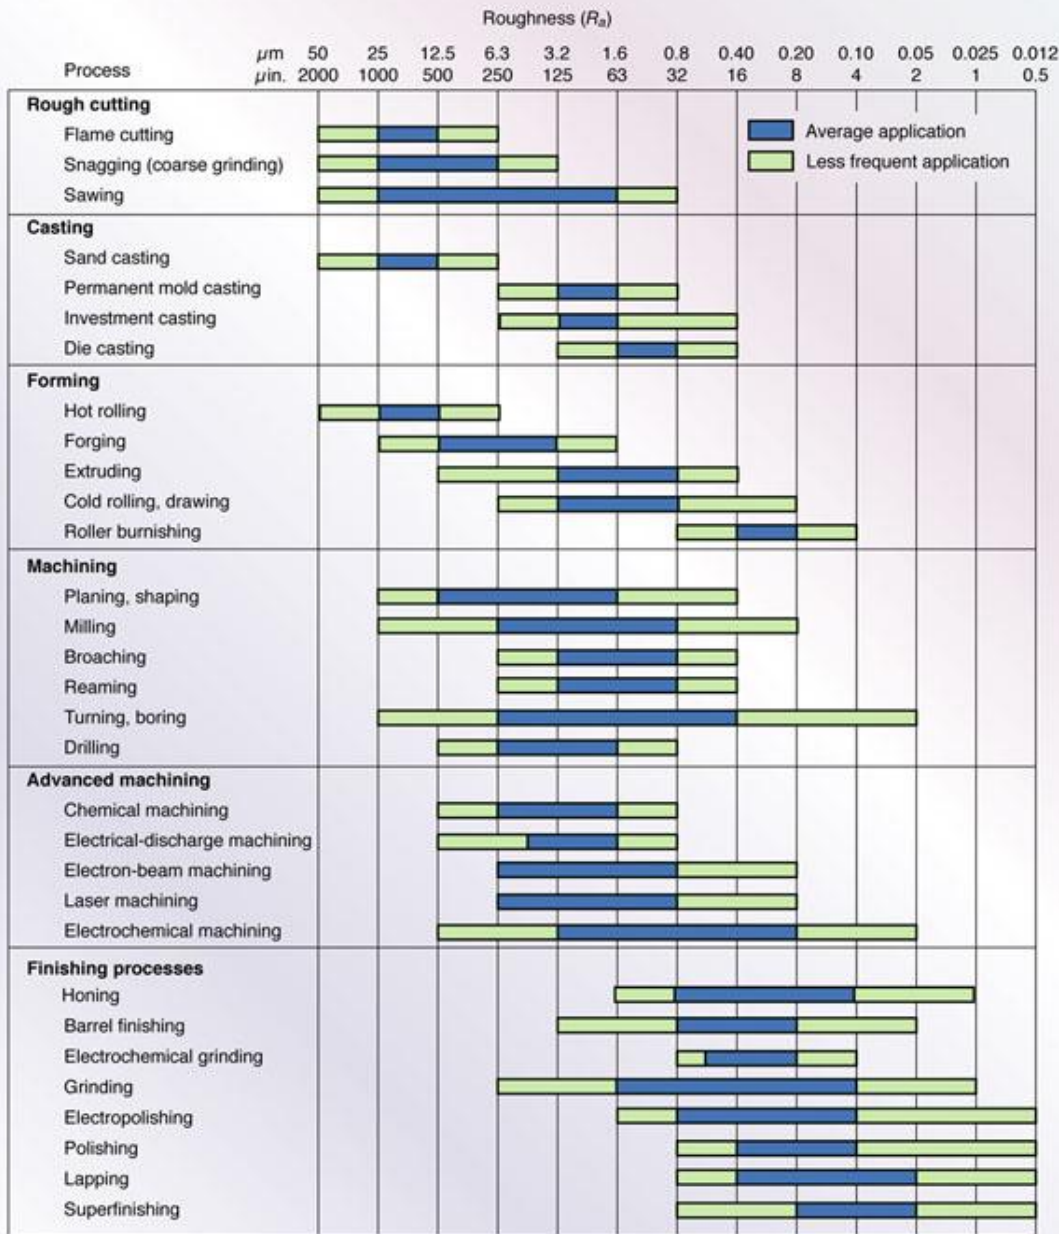 Roughness (Ra)
μm 50 25 12.5 6.3 3.2 1.6 0.8 0.40 0.20 0.10 0.05 0.025 0.012
Process μin. 2000 1000 500 250 125 63 32 16 8 4 2 1 0.5
Rough cutting
Flame cutting
Average application
Snagging (coarse grinding)
Less frequent application
Sawing
Casting
Sand casting
Permanent mold casting
Investment casting
Die casting
Forming
Hot rolling
Forging
Extruding
Cold rolling, drawing
Roller burnishing
Machining
Planing, shaping
Milling
Broaching
Reaming
Turning, boring
Drilling
Advanced machining
Chemical machining
Electrical-discharge machining
Electron-beam machining
Laser machining
Electrochemical machining
Finishing processes
Honing
Barrel finishing
Electrochemical grinding
Grinding
Electropolishing
Polishing
Lapping
Superfinishing